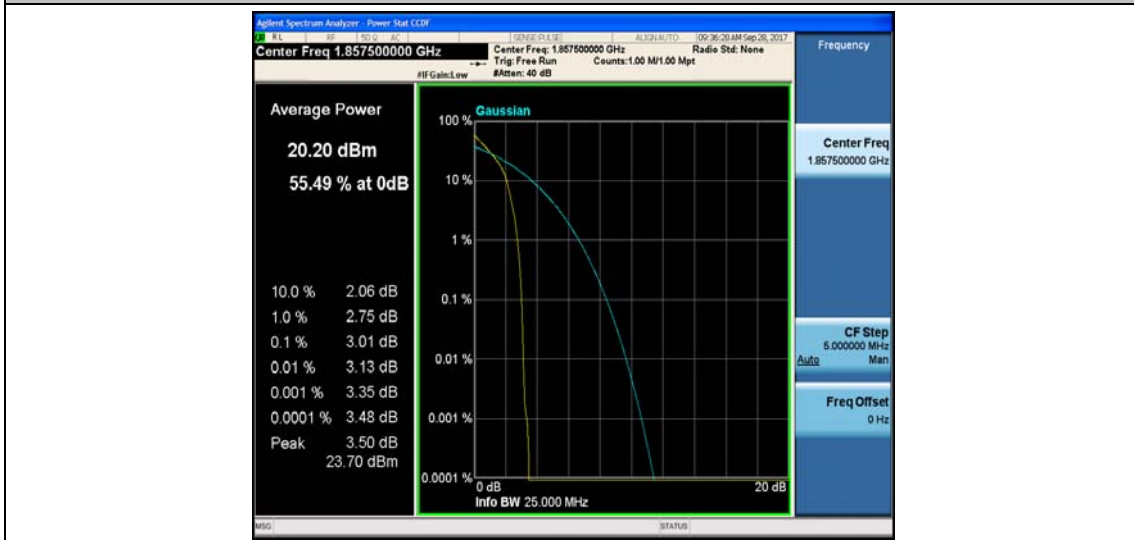 Agilent Spectrum Analyzer - Power Stat CCDF
RL RF 50 Ω AC SENSE:PULSE ALIGN AUTO 09:36:20 AM Sep 28, 2017
Center Freq 1.857500000 GHz
Center Freq: 1.857500000 GHz Radio Std: None
Trig: Free Run Counts:1.00 M/1.00 Mpt
#IFGain:Low #Atten: 40 dB
Frequency
Average Power
20.20 dBm
55.49 % at 0dB
10.0 % 2.06 dB
1.0 % 2.75 dB
0.1 % 3.01 dB
0.01 % 3.13 dB
0.001 % 3.35 dB
0.0001 % 3.48 dB
Peak 3.50 dB
23.70 dBm
Gaussian
100 %
10 %
1 %
0.1 %
0.01 %
0.001 %
0.0001 %
0 dB 20 dB
Info BW 25.000 MHz
Center Freq
1.857500000 GHz
CF Step
5.000000 MHz
Auto Man
Freq Offset
0 Hz
MSG STATUS